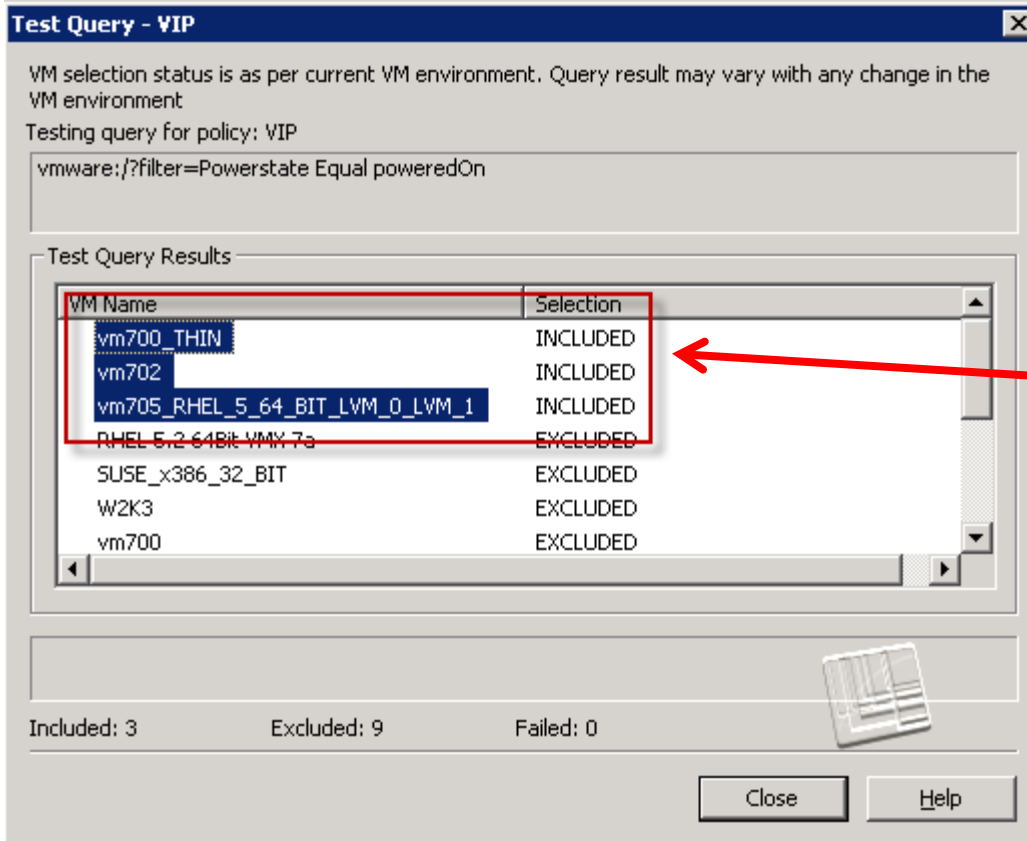 Test Query - VIP
VM selection status is as per current VM environment. Query result may vary with any change in the
VM environment
Testing query for policy: VIP
vmware:/?filter=Powerstate Equal poweredOn
Test Query Results
VM Name Selection
vm700_THIN INCLUDED
vm702 INCLUDED
vm705_RHEL_5_64_BIT_LVM_0_LVM_1 INCLUDED
RHEL 5.2 64Bit VMX 7a EXCLUDED
SUSE_x386_32_BIT EXCLUDED
W2K3 EXCLUDED
vm700 EXCLUDED
Included: 3 Excluded: 9 Failed: 0
Close Help